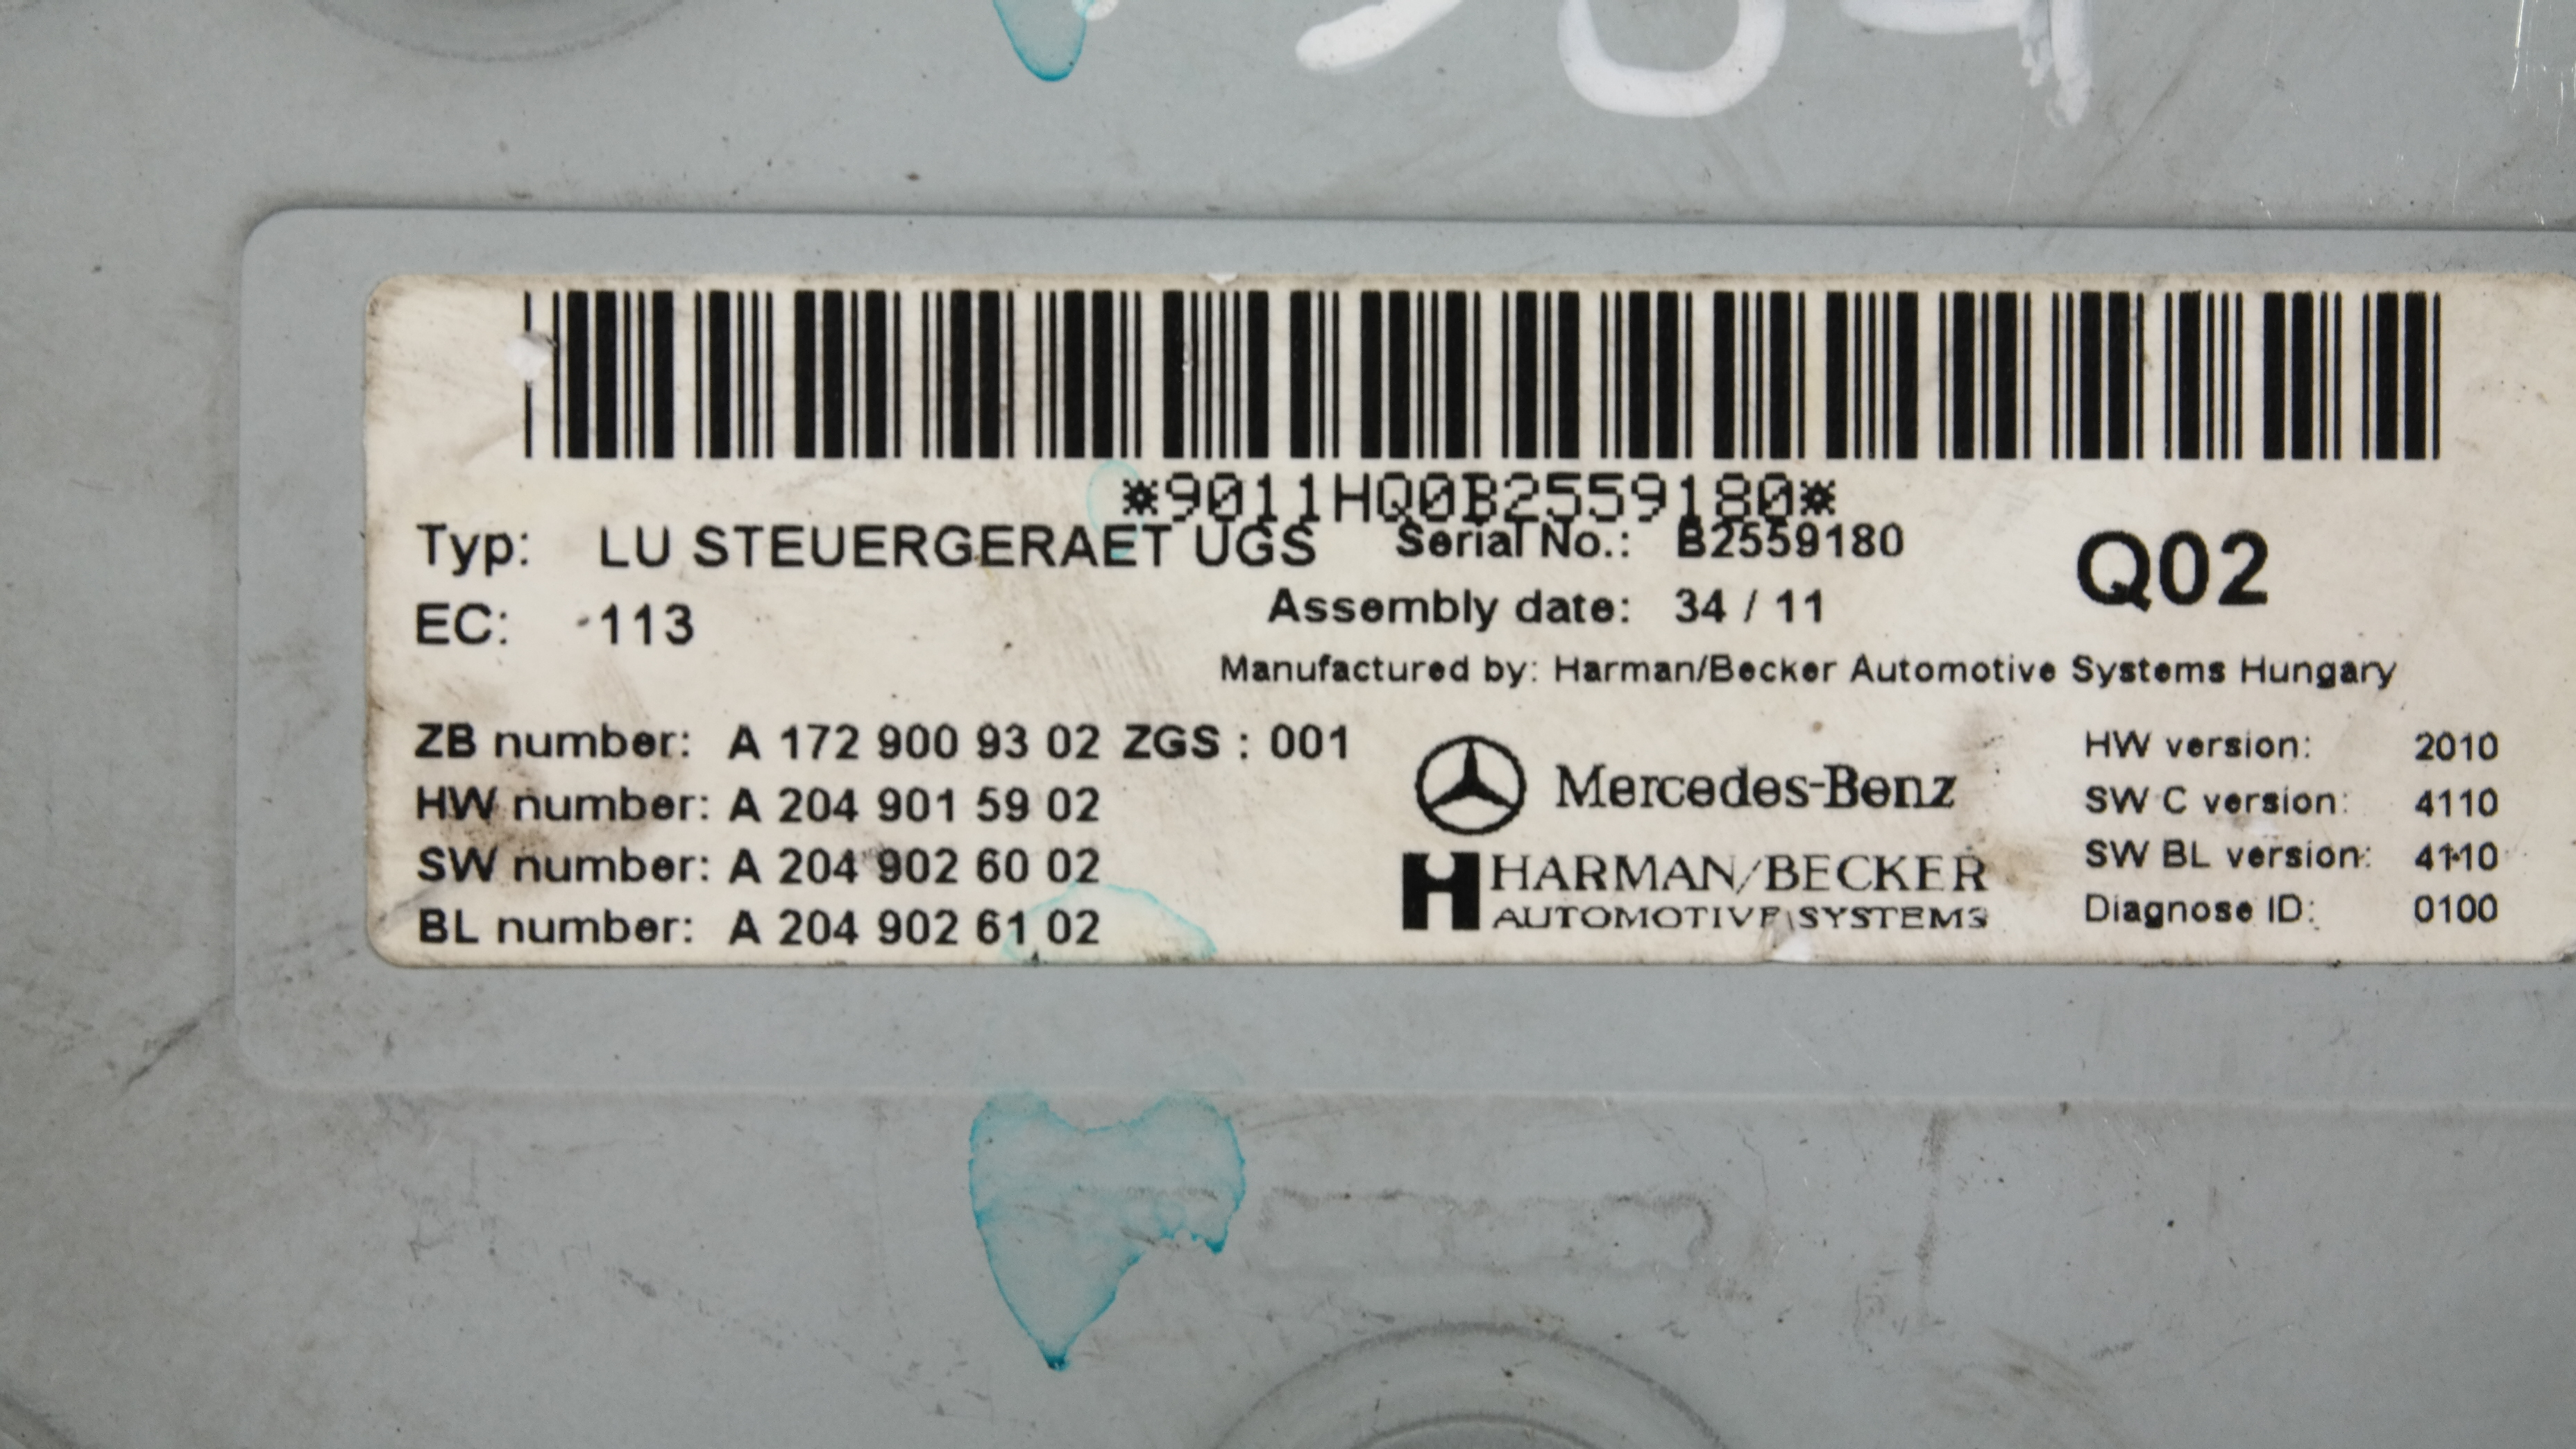 *9011HQ0B2559180*
Typ: LU STEUERGERAET UGS Serial No.: B2559180 Q02
EC: 113 Assembly date: 34 / 11
Manufactured by: Harman/Becker Automotive Systems Hungary
ZB number: A 172 900 93 02 ZGS : 001
HW number: A 204 901 59 02
SW number: A 204 902 60 02
BL number: A 204 902 61 02
Mercedes-Benz
HARMAN/BECKER
AUTOMOTIVE\SYSTEMS
HW version: 2010
SW C version: 4110
SW BL version: 4110
Diagnose ID: 0100